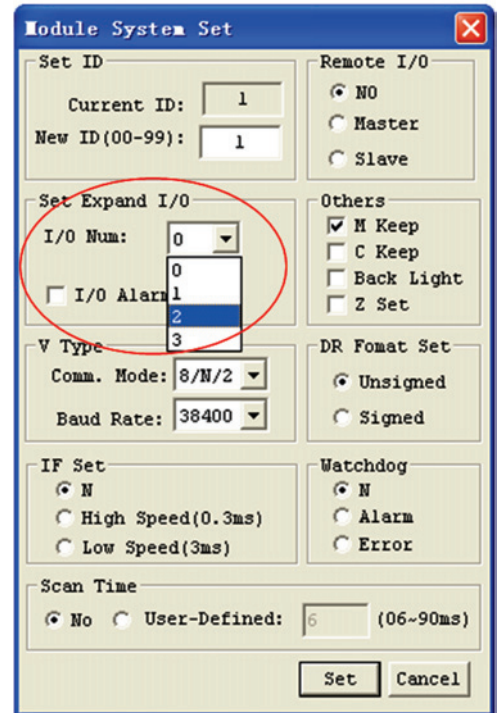 Module System Set
Set ID
Current ID: 1
New ID(00-99): 1
Remote I/O
NO
Master
Slave
Set Expand I/O
I/O Num: 0
0
1
2
3
I/O Alarm
Others
M Keep
C Keep
Back Light
Z Set
V Type
Comm. Mode: 8/N/2
Baud Rate: 38400
DR Fomat Set
Unsigned
Signed
IF Set
N
High Speed(0.3ms)
Low Speed(3ms)
Watchdog
N
Alarm
Error
Scan Time
No User-Defined: 6 (06~90ms)
Set Cancel